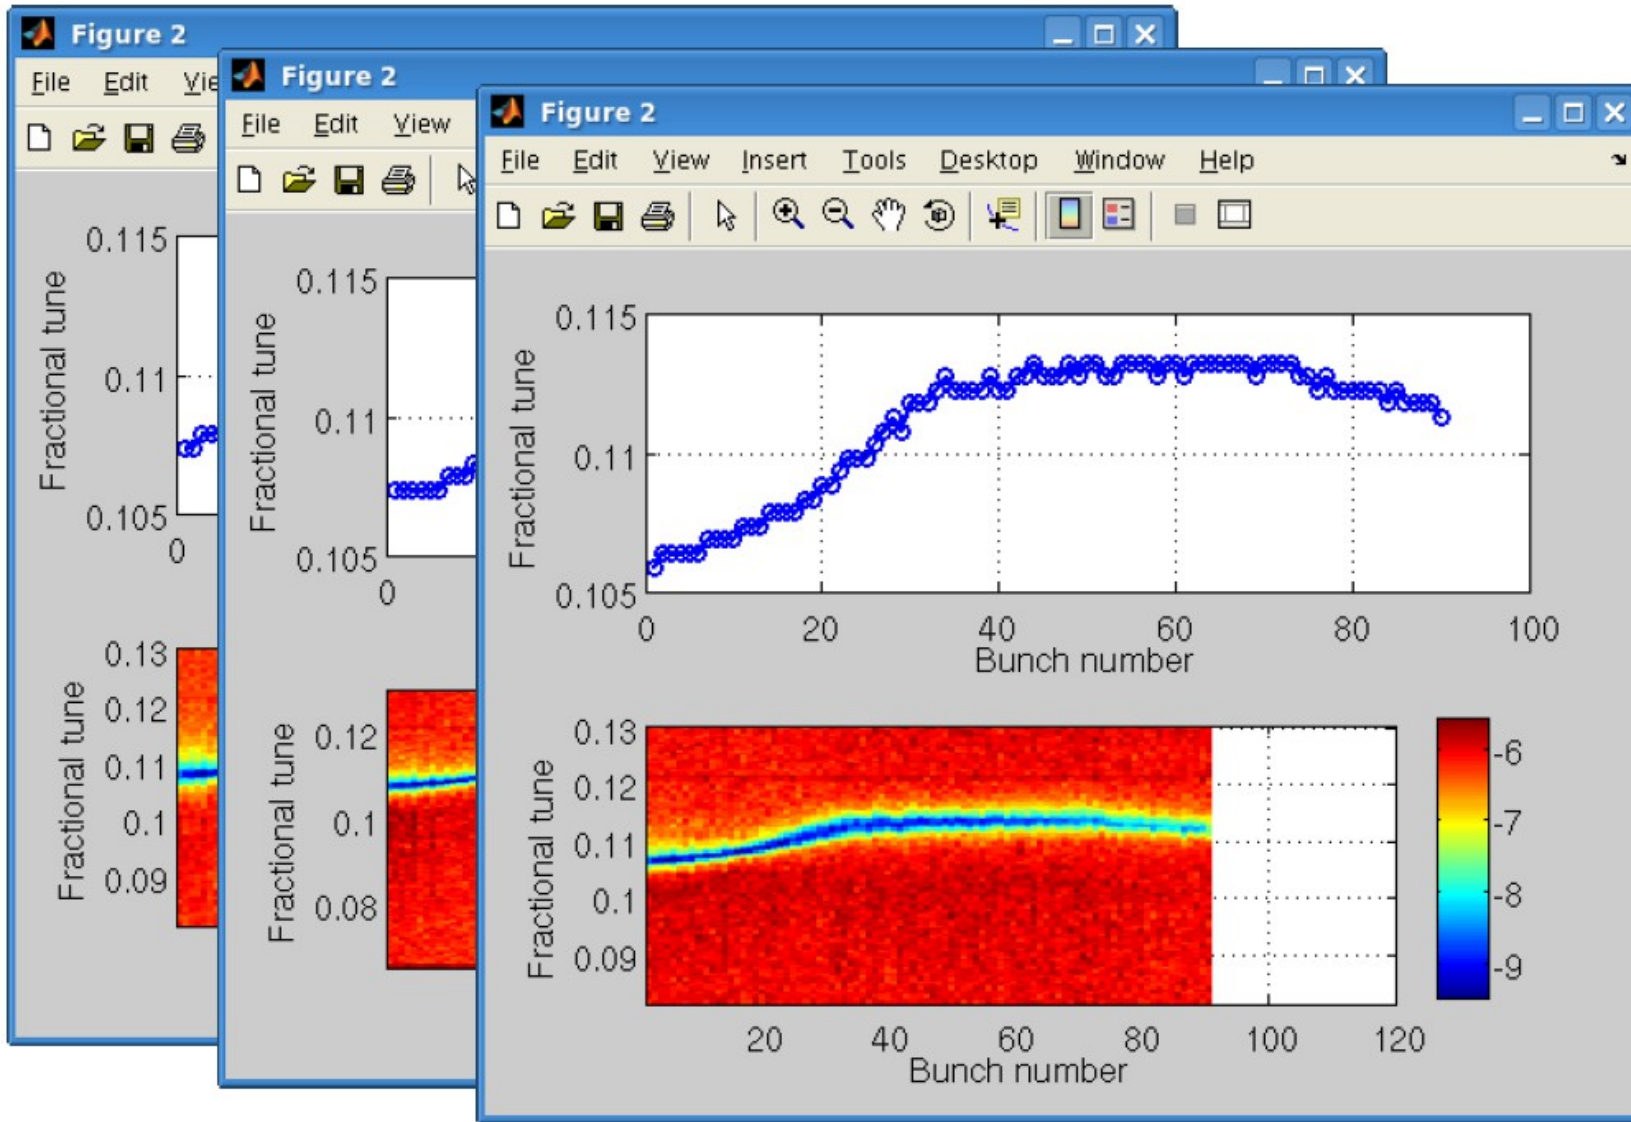 Figure 2
File Edit Vie
0.115
0.11
0.105
0
Fractional tune
0.13
0.12
0.11
0.1
0.09
Fractional tune
Figure 2
File Edit View
0.115
0.11
0.105
0
Fractional tune
0.12
0.1
0.08
Fractional tune
Figure 2
File Edit View Insert Tools Desktop Window Help
0.115
0.11
0.105
Fractional tune
0 20 40 60 80 100
Bunch number
0.13
0.12
0.11
0.1
0.09
Fractional tune
20 40 60 80 100 120
Bunch number
-6
-7
-8
-9